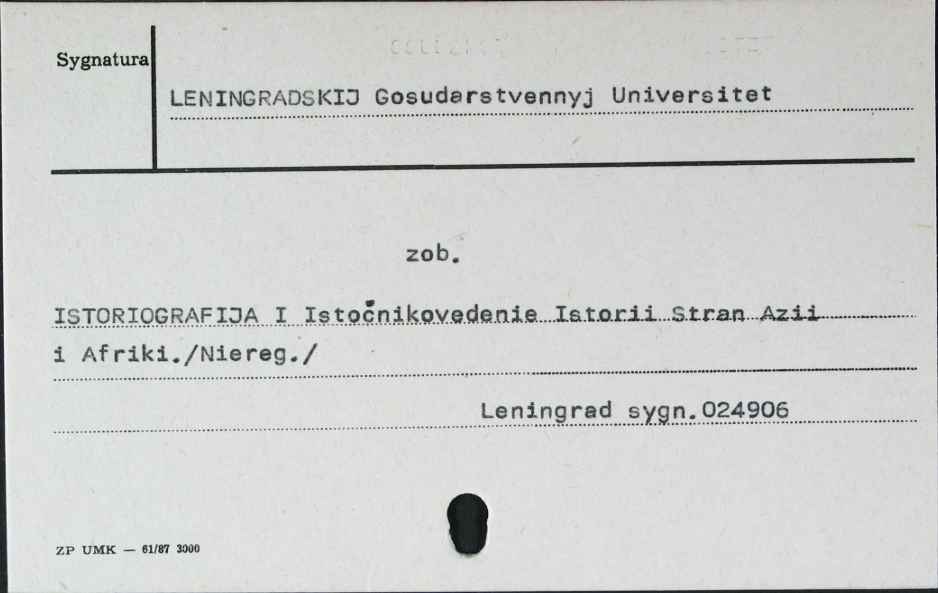 Sygnatura
LENINGRADSKIJ Gosudarstvennyj Universitet
zob.
ISTORIOGRAFIJA I Istočnikovedenie Istorii Stran Azii
i Afriki./Niereg./
Leningrad sygn.024906
ZP UMK — 61/87 3000